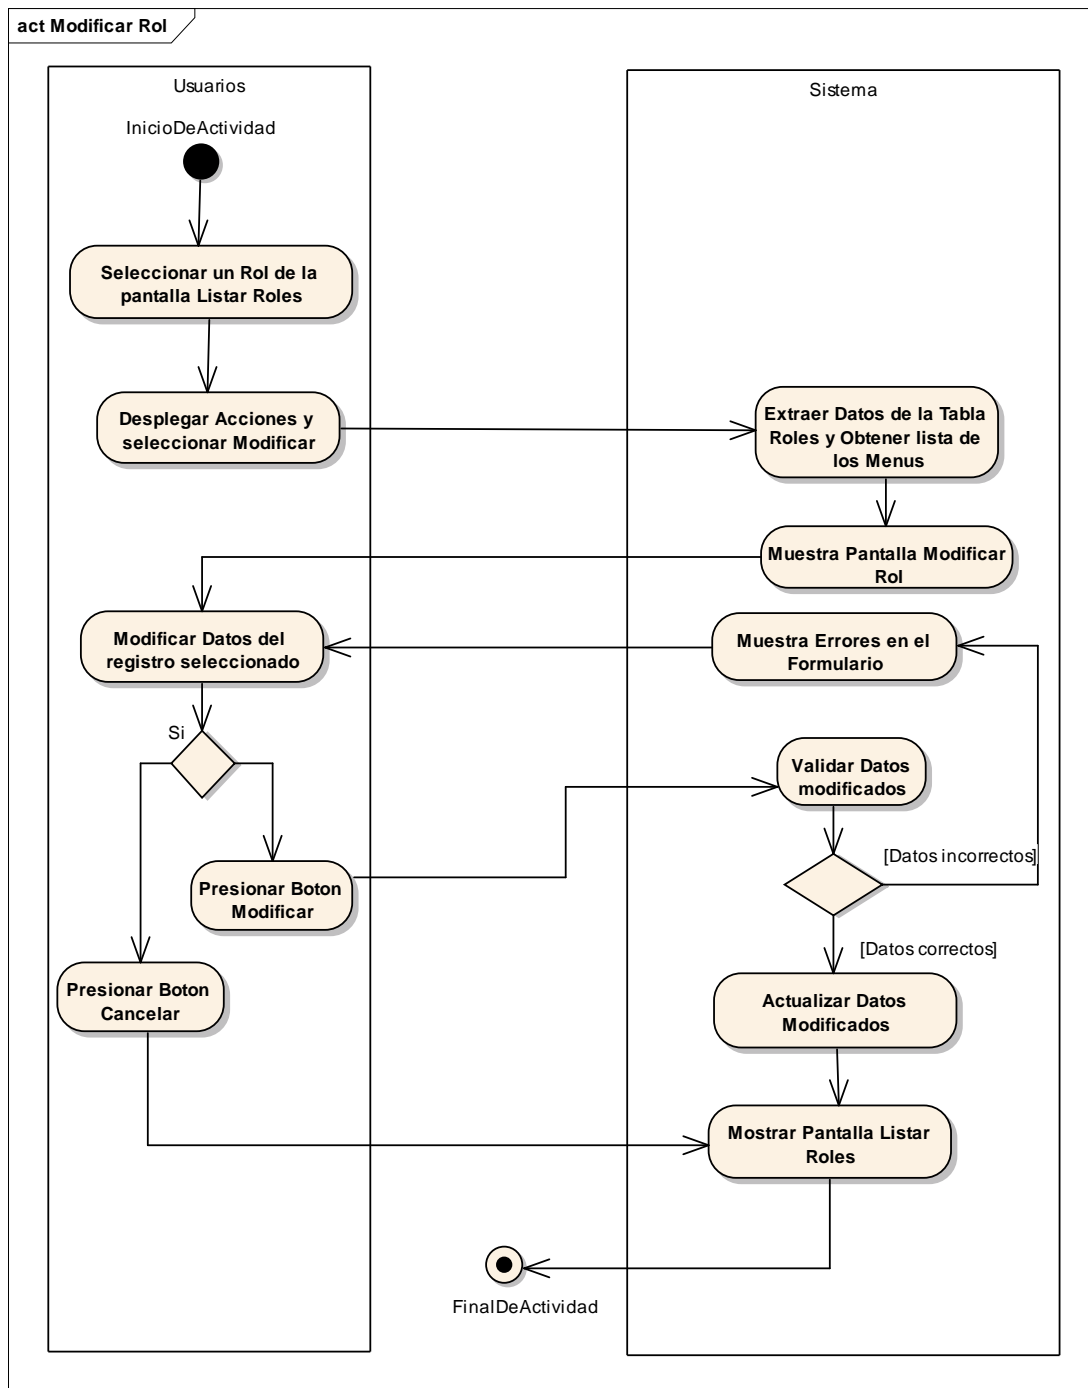 act Modificar Rol
Usuarios
Sistema
InicioDeActividad
Seleccionar un Rol de la
pantalla Listar Roles
Desplegar Acciones y
seleccionar Modificar
Extraer Datos de la Tabla
Roles y Obtener lista de
los Menus
Muestra Pantalla Modificar
Rol
Modificar Datos del
registro seleccionado
Muestra Errores en el
Formulario
Si
Validar Datos
modificados
[Datos incorrectos]
Presionar Boton
Modificar
[Datos correctos]
Presionar Boton
Cancelar
Actualizar Datos
Modificados
Mostrar Pantalla Listar
Roles
FinalDeActividad